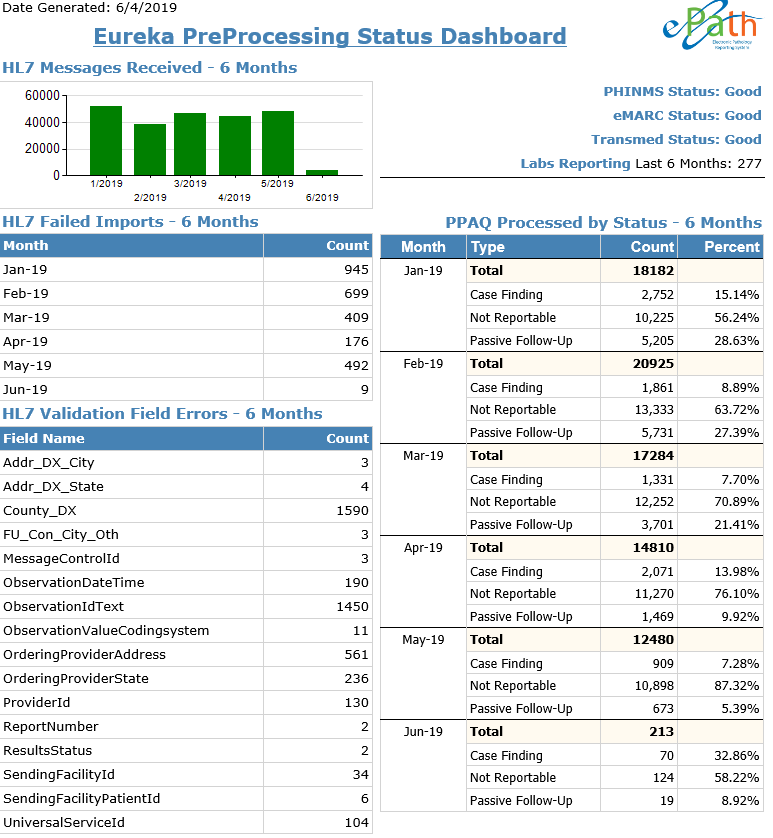 Date Generated: 6/4/2019
ePath
Electronic Pathology
Reporting System
Eureka PreProcessing Status Dashboard
HL7 Messages Received - 6 Months
60000
40000
20000
0
1/2019
2/2019
3/2019
4/2019
5/2019
6/2019
PHINMS Status: Good
eMARC Status: Good
Transmed Status: Good
Labs Reporting Last 6 Months: 277
HL7 Failed Imports - 6 Months
Month Count
Jan-19 945
Feb-19 699
Mar-19 409
Apr-19 176
May-19 492
Jun-19 9
HL7 Validation Field Errors - 6 Months
Field Name Count
Addr_DX_City 3
Addr_DX_State 4
County_DX 1590
FU_Con_City_Oth 3
MessageControlId 3
ObservationDateTime 190
ObservationIdText 1450
ObservationValueCodingsystem 11
OrderingProviderAddress 561
OrderingProviderState 236
ProviderId 130
ReportNumber 2
ResultsStatus 2
SendingFacilityId 34
SendingFacilityPatientId 6
UniversalServiceId 104
PPAQ Processed by Status - 6 Months
Month Type Count Percent
Jan-19 Total 18182
Case Finding 2,752 15.14%
Not Reportable 10,225 56.24%
Passive Follow-Up 5,205 28.63%
Feb-19 Total 20925
Case Finding 1,861 8.89%
Not Reportable 13,333 63.72%
Passive Follow-Up 5,731 27.39%
Mar-19 Total 17284
Case Finding 1,331 7.70%
Not Reportable 12,252 70.89%
Passive Follow-Up 3,701 21.41%
Apr-19 Total 14810
Case Finding 2,071 13.98%
Not Reportable 11,270 76.10%
Passive Follow-Up 1,469 9.92%
May-19 Total 12480
Case Finding 909 7.28%
Not Reportable 10,898 87.32%
Passive Follow-Up 673 5.39%
Jun-19 Total 213
Case Finding 70 32.86%
Not Reportable 124 58.22%
Passive Follow-Up 19 8.92%